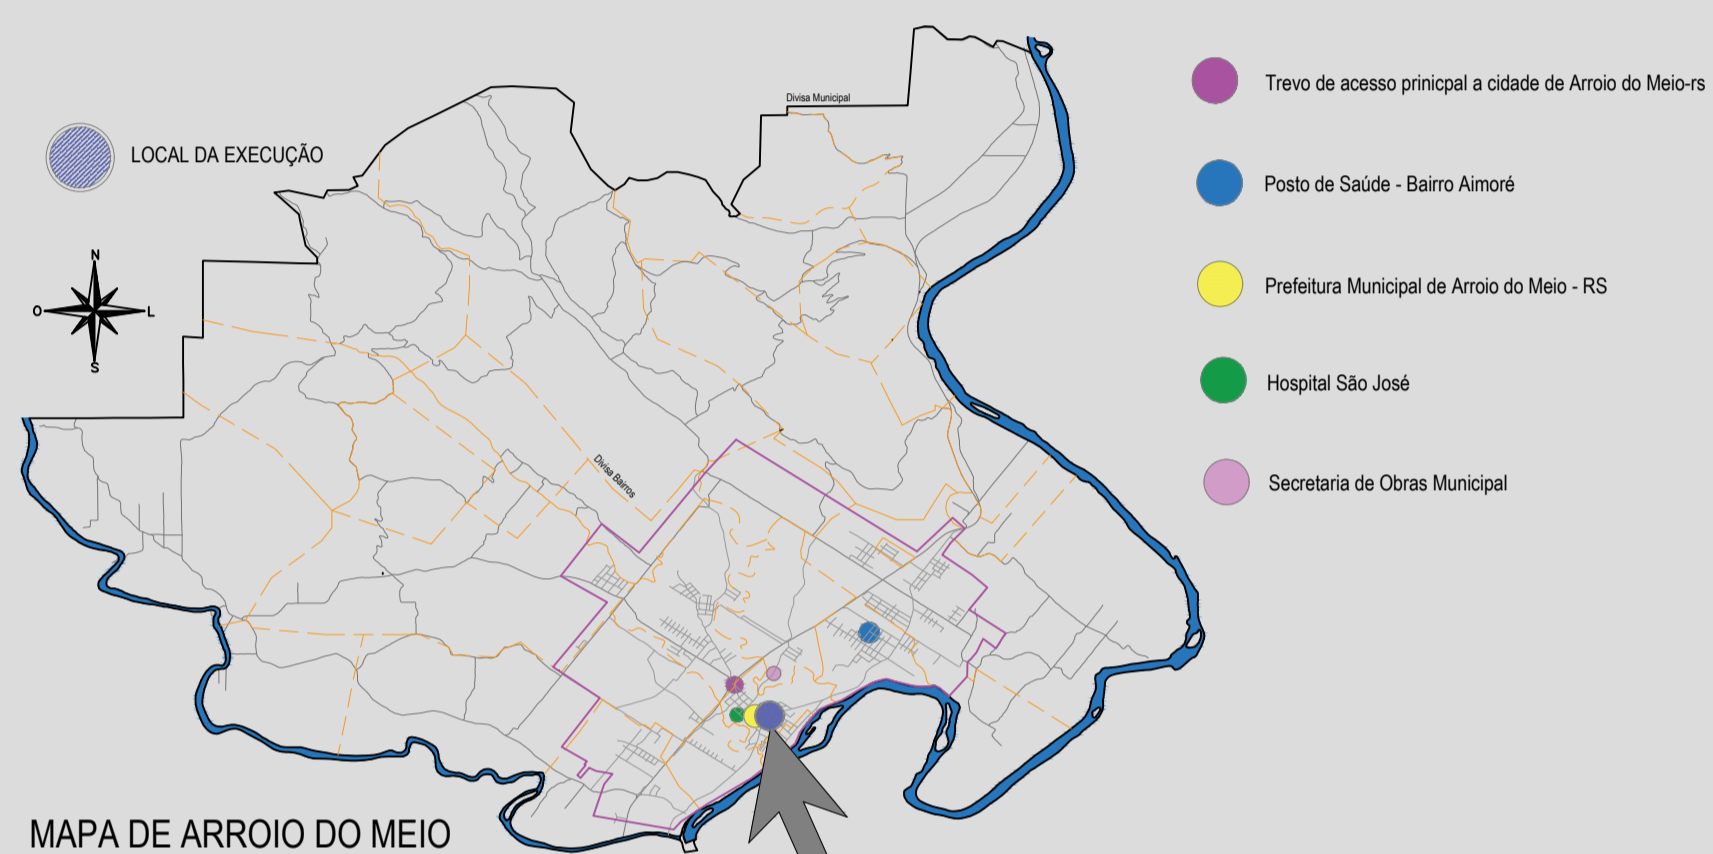 Divisa Municipal
LOCAL DA EXECUÇÃO
N
O
L
S
Divisa Bairros
MAPA DE ARROIO DO MEIO
Trevo de acesso prinicpal a cidade de Arroio do Meio-rs
Posto de Saúde - Bairro Aimoré
Prefeitura Municipal de Arroio do Meio - RS
Hospital São José
Secretaria de Obras Municipal